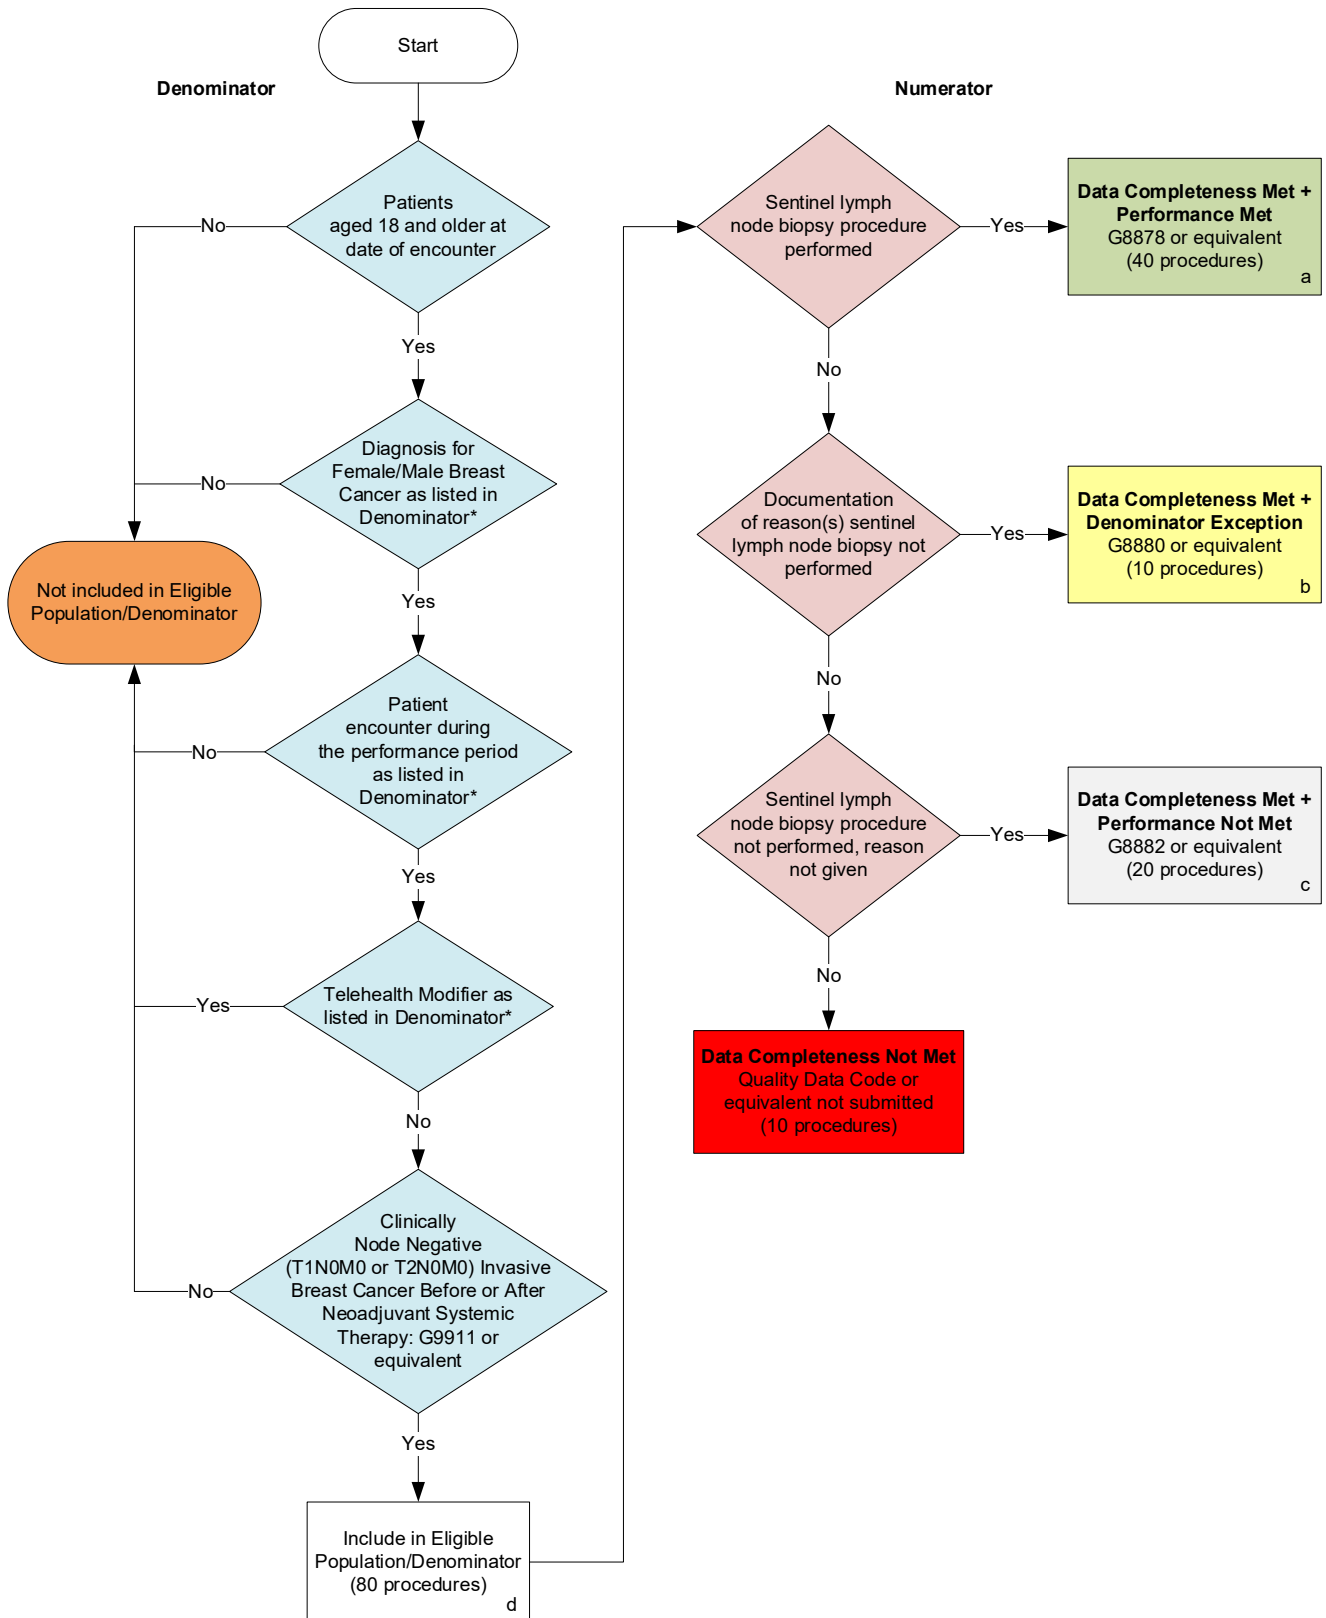 Start
Denominator
Patients
aged 18 and older at
date of encounter
No
Yes
Diagnosis for
Female/Male Breast
Cancer as listed in
Denominator*
No
Yes
Not included in Eligible
Population/Denominator
Patient
encounter during
the performance period
as listed in
Denominator*
No
Yes
Telehealth Modifier as
listed in Denominator*
Yes
No
Clinically
Node Negative
(T1N0M0 or T2N0M0) Invasive
Breast Cancer Before or After
Neoadjuvant Systemic
Therapy: G9911 or
equivalent
No
Yes
Include in Eligible
Population/Denominator
(80 procedures)
d
Numerator
Sentinel lymph
node biopsy procedure
performed
Yes
Data Completeness Met +
Performance Met
G8878 or equivalent
(40 procedures)
a
No
Documentation
of reason(s) sentinel
lymph node biopsy not
performed
Yes
Data Completeness Met +
Denominator Exception
G8880 or equivalent
(10 procedures)
b
No
Sentinel lymph
node biopsy procedure
not performed, reason
not given
Yes
Data Completeness Met +
Performance Not Met
G8882 or equivalent
(20 procedures)
c
No
Data Completeness Not Met
Quality Data Code or
equivalent not submitted
(10 procedures)